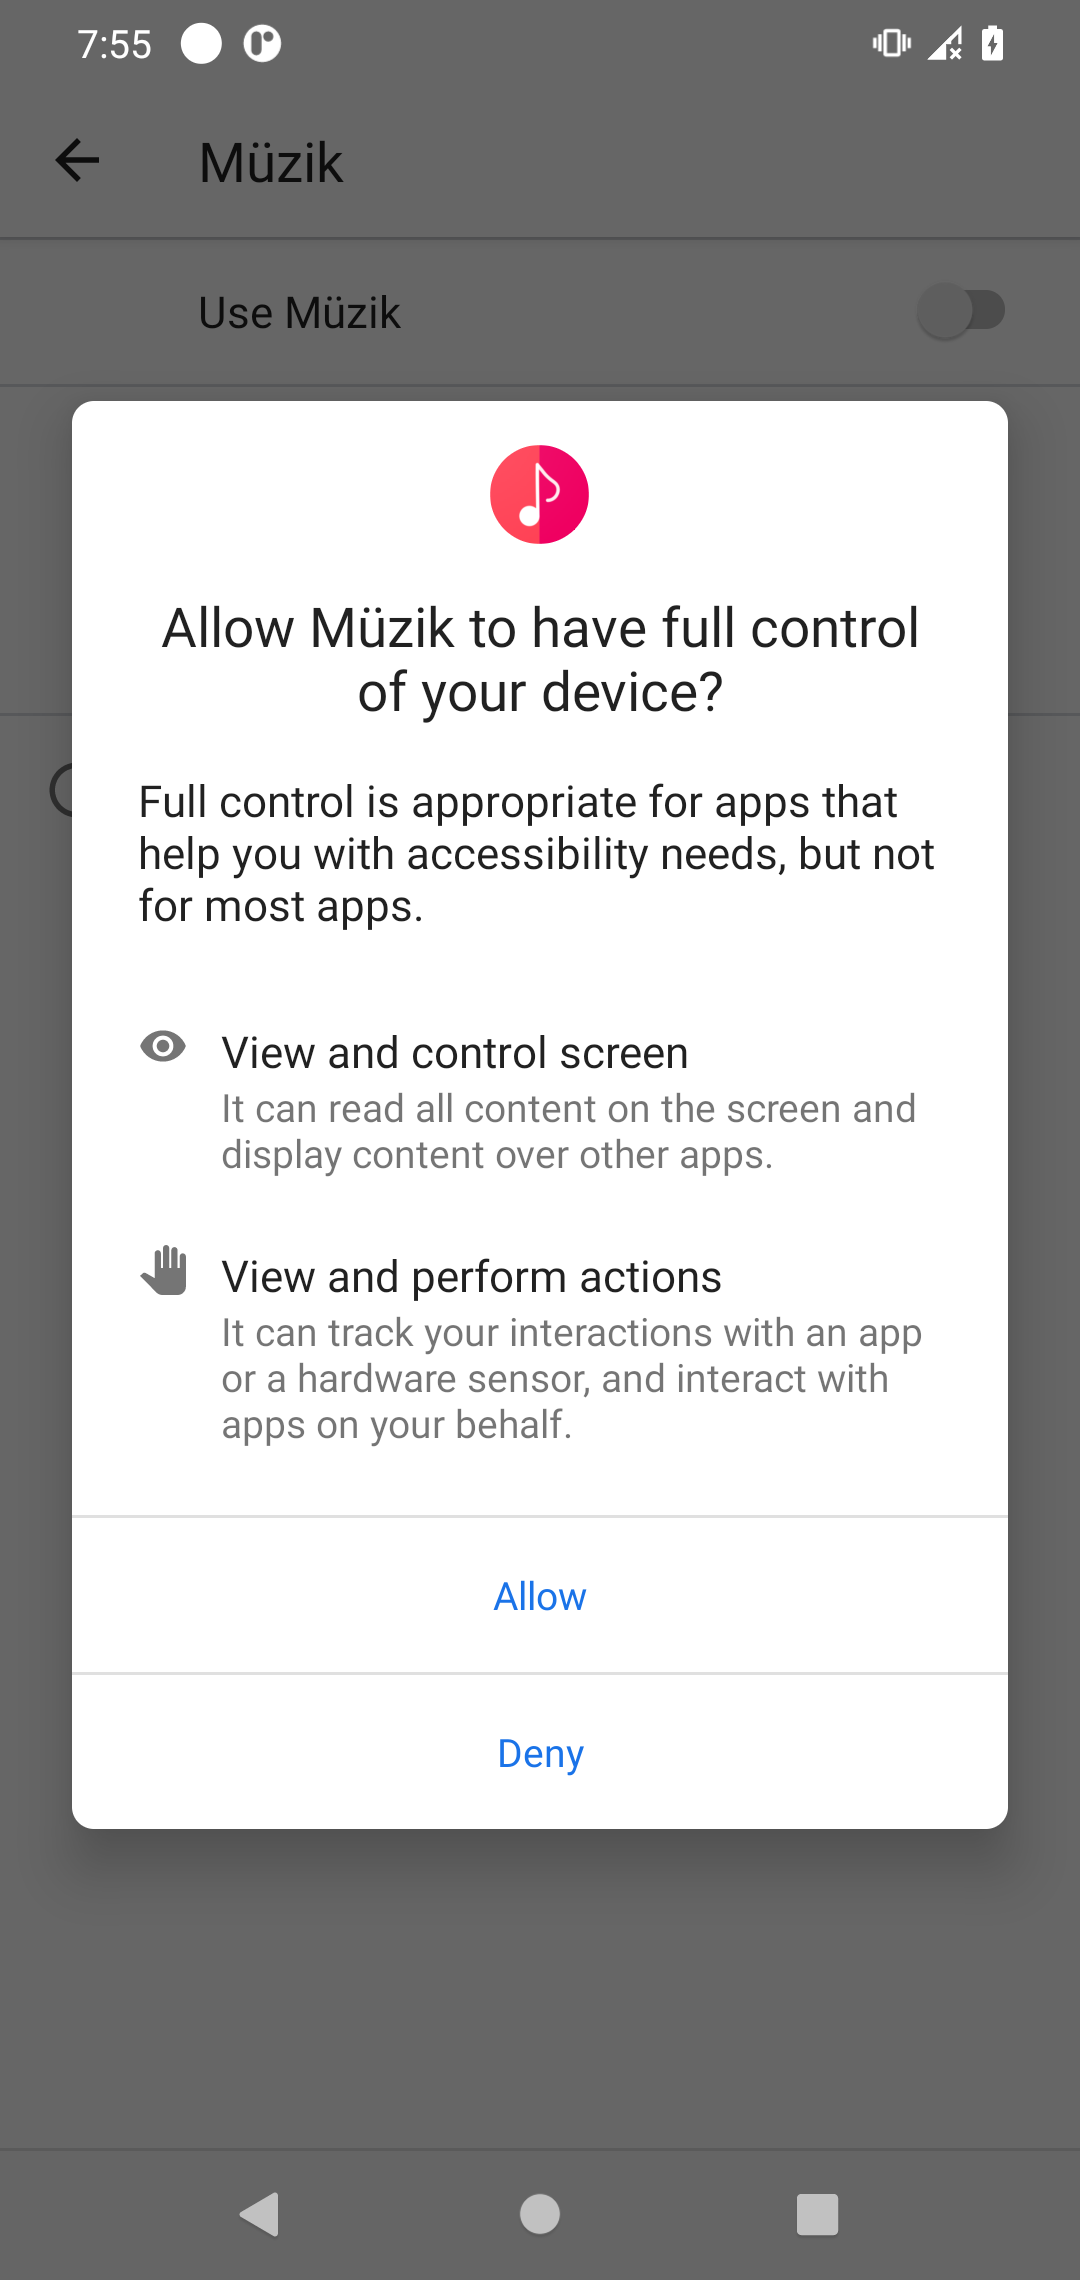 7:55
Müzik
Use Müzik
Allow Müzik to have full control
of your device?
Full control is appropriate for apps that
help you with accessibility needs, but not
for most apps.
View and control screen
It can read all content on the screen and
display content over other apps.
View and perform actions
It can track your interactions with an app
or a hardware sensor, and interact with
apps on your behalf.
Allow
Deny